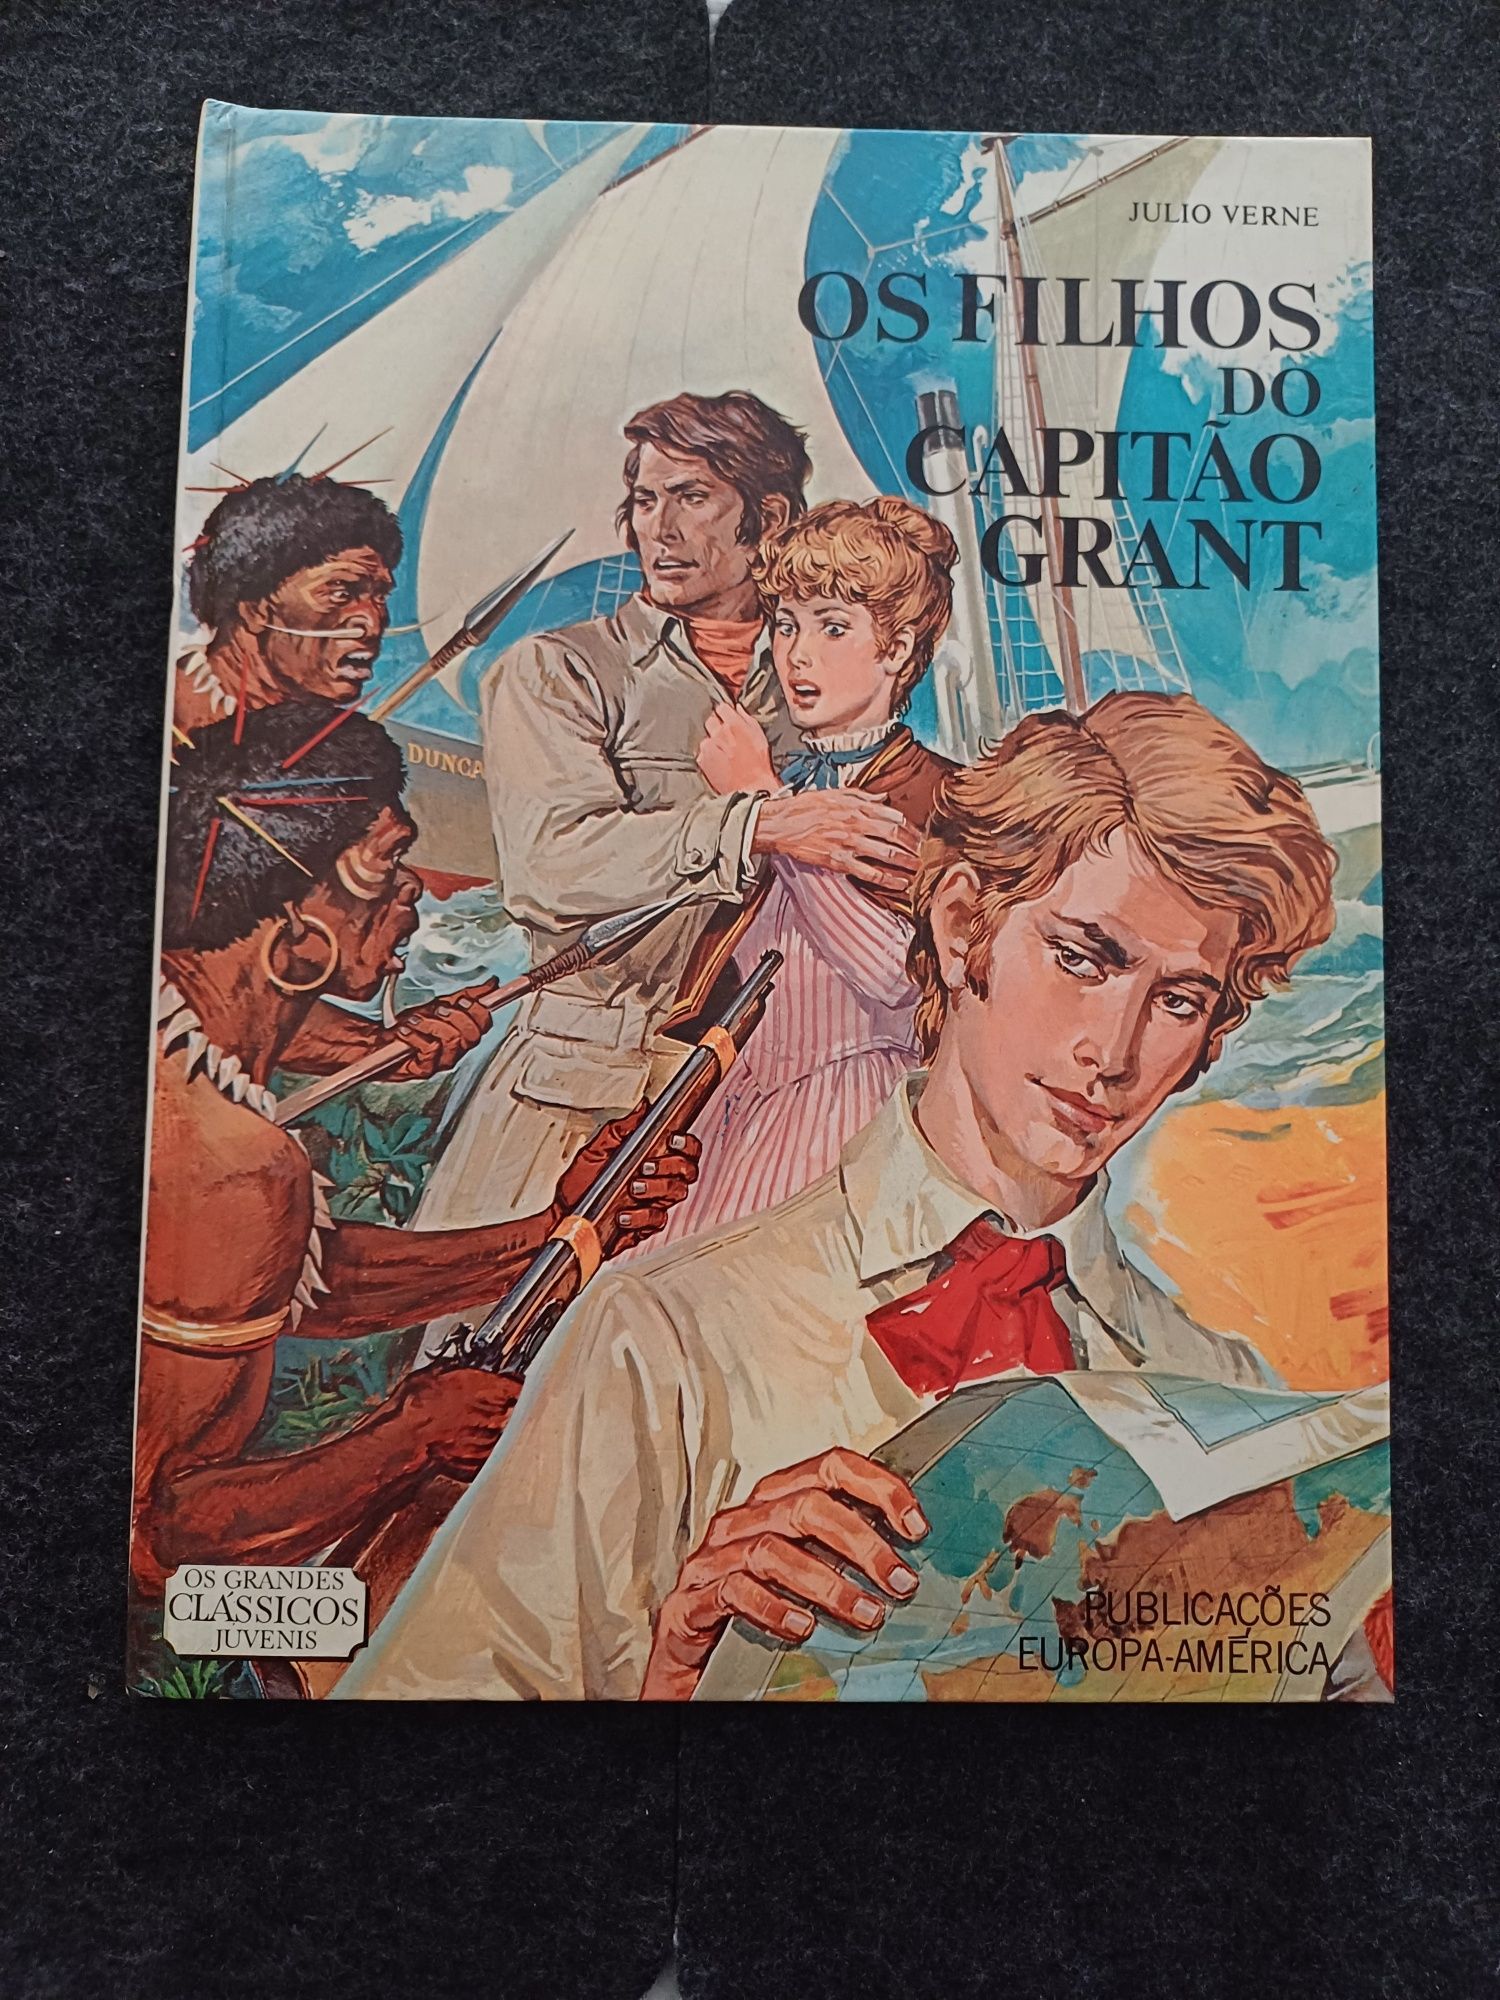 JULIO VERNE
OS FILHOS
DO
CAPITÃO
GRANT
DUNCA
OS GRANDES
CLÁSSICOS
JUVENIS
PUBLICAÇÕES
EUROPA-AMÉRICA